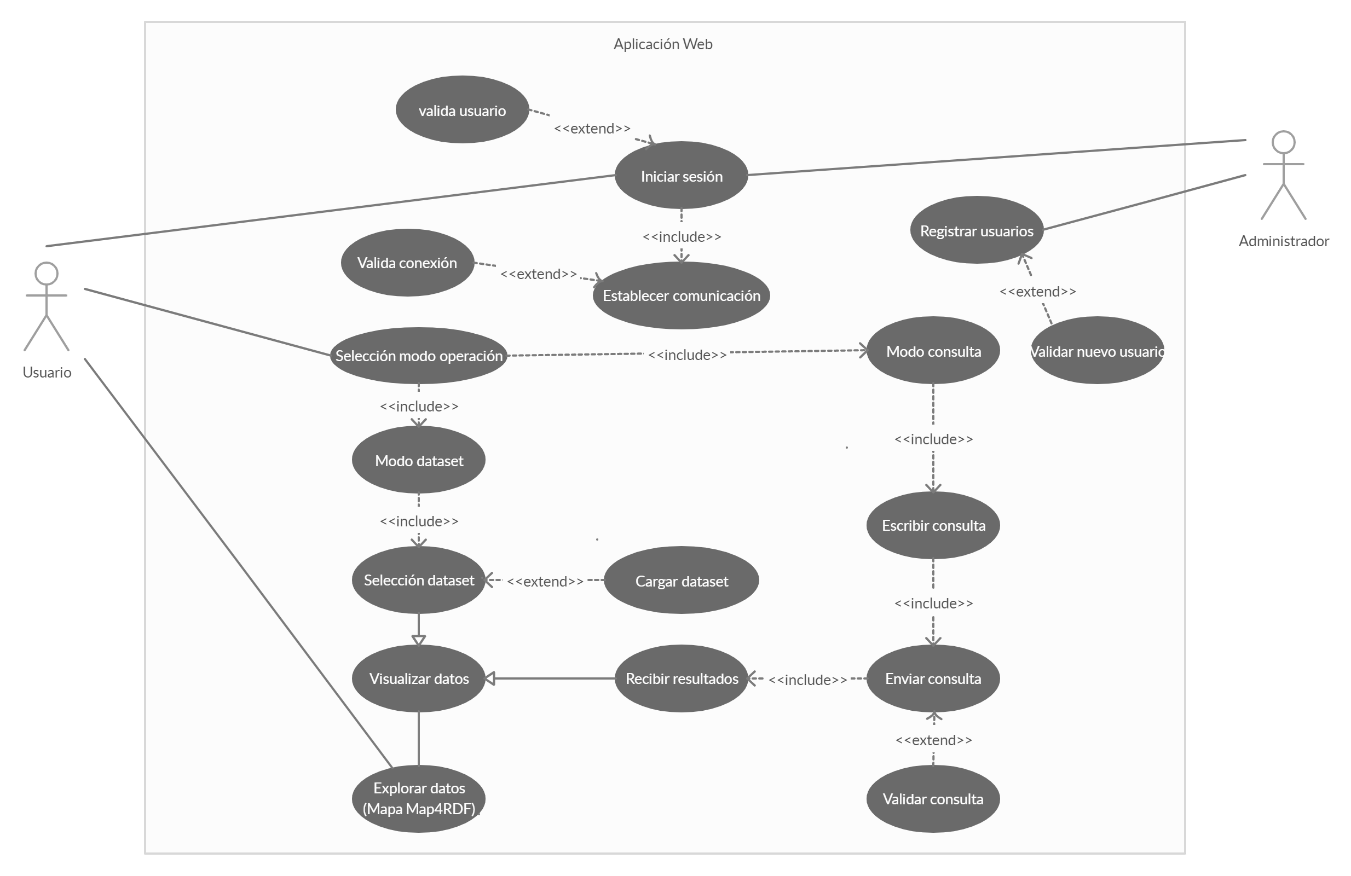 Aplicación Web
valida usuario
<<extend>>
Iniciar sesión
Registrar usuarios
<<include>>
Administrador
Valida conexión
<<extend>>
<<extend>>
Establecer comunicación
Selección modo operación
<<include>>
Modo consulta
Validar nuevo usuario
Usuario
<<include>>
<<include>>
Modo dataset
<<include>>
Escribir consulta
Selección dataset
<<extend>>
Cargar dataset
<<include>>
Visualizar datos
Recibir resultados
<<include>>
Enviar consulta
<<extend>>
Explorar datos
(Mapa Map4RDF).
Validar consulta